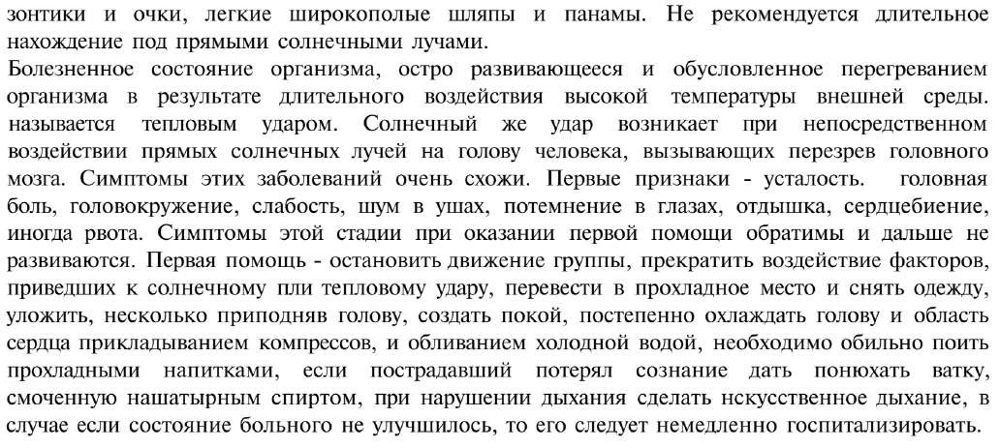 зонтики и очки, легкие широкополые шляпы и панамы. Не рекомендуется длительное
нахождение под прямыми солнечными лучами.
Болезненное состояние организма, остро развивающееся и обусловленное перегреванием
организма в результате длительного воздействия высокой температуры внешней среды.
называется тепловым ударом. Солнечный же удар возникает при непосредственном
воздействии прямых солнечных лучей на голову человека, вызывающих перезрев головного
мозга. Симптомы этих заболеваний очень схожи. Первые признаки - усталость. головная
боль, головокружение, слабость, шум в ушах, потемнение в глазах, отдышка, сердцебиение,
иногда рвота. Симптомы этой стадии при оказании первой помощи обратимы и дальше не
развиваются. Первая помощь - остановить движение группы, прекратить воздействие факторов,
приведших к солнечному пли тепловому удару, перевести в прохладное место и снять одежду,
уложить, несколько приподняв голову, создать покой, постепенно охлаждать голову и область
сердца прикладыванием компрессов, и обливанием холодной водой, необходимо обильно поить
прохладными напитками, если пострадавший потерял сознание дать понюхать ватку,
смоченную нашатырным спиртом, при нарушении дыхания сделать нскусственное дыхание, в
случае если состояние больного не улучшилось, то его следует немедленно госпитализировать.